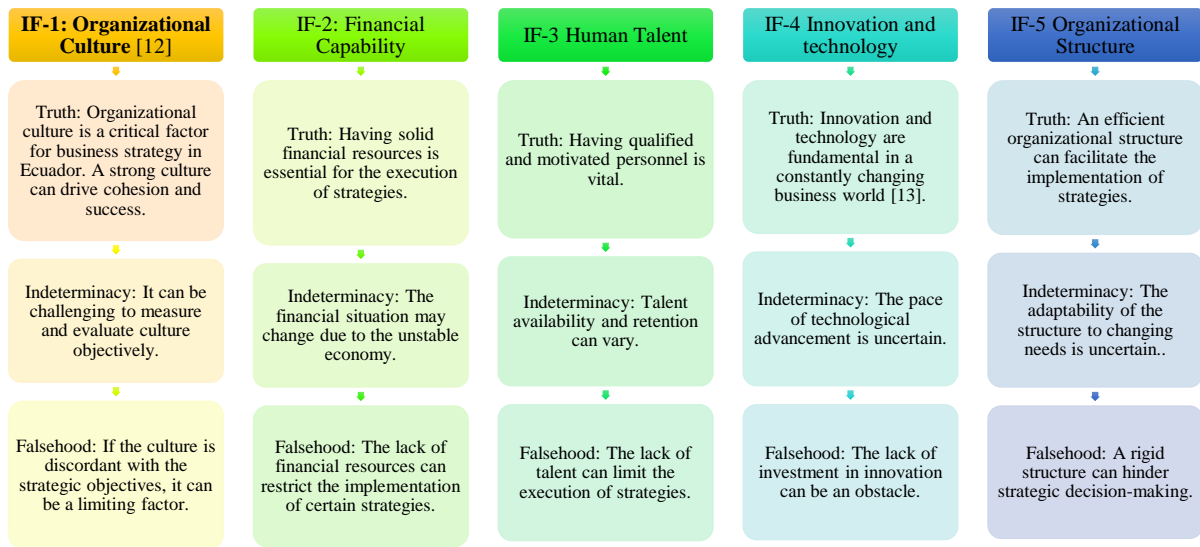 IF-1: Organizational
Culture [12]
Truth: Organizational
culture is a critical factor
for business strategy in
Ecuador. A strong culture
can drive cohesion and
success.
Indeterminacy: It can be
challenging to measure
and evaluate culture
objectively.
Falsehood: If the culture is
discordant with the
strategic objectives, it can
be a limiting factor.
IF-2: Financial
Capability
Truth: Having solid
financial resources is
essential for the execution
of strategies.
Indeterminacy: The
financial situation may
change due to the unstable
economy.
Falsehood: The lack of
financial resources can
restrict the implementation
of certain strategies.
IF-3 Human Talent
Truth: Having qualified
and motivated personnel is
vital.
Indeterminacy: Talent
availability and retention
can vary.
Falsehood: The lack of
talent can limit the
execution of strategies.
IF-4 Innovation and
technology
Truth: Innovation and
technology are
fundamental in a
constantly changing
business world [13].
Indeterminacy: The pace
of technological
advancement is uncertain.
Falsehood: The lack of
investment in innovation
can be an obstacle.
IF-5 Organizational
Structure
Truth: An efficient
organizational structure
can facilitate the
implementation of
strategies.
Indeterminacy: The
adaptability of the
structure to changing
needs is uncertain..
Falsehood: A rigid
structure can hinder
strategic decision-making.